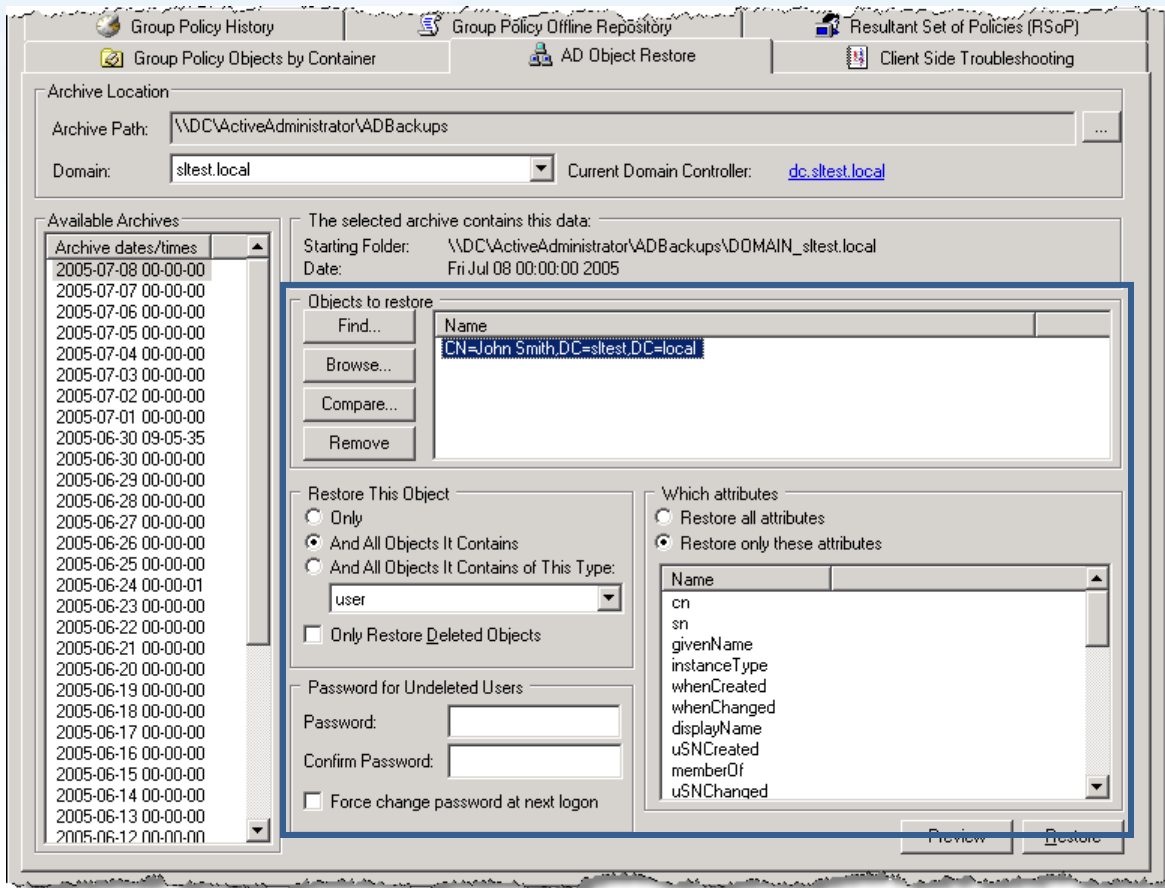 Group Policy History
Group Policy Offline Repository
Resultant Set of Policies (RSoP)
Group Policy Objects by Container
AD Object Restore
Client Side Troubleshooting
Archive Location
Archive Path:
\\DC\ActiveAdministrator\ADBackups
...
Domain:
sltest.local
Current Domain Controller:
dc.sltest.local
Available Archives
Archive dates/times
2005-07-08 00-00-00
2005-07-07 00-00-00
2005-07-06 00-00-00
2005-07-05 00-00-00
2005-07-04 00-00-00
2005-07-03 00-00-00
2005-07-02 00-00-00
2005-07-01 00-00-00
2005-06-30 09-05-35
2005-06-30 00-00-00
2005-06-29 00-00-00
2005-06-28 00-00-00
2005-06-27 00-00-00
2005-06-26 00-00-00
2005-06-25 00-00-00
2005-06-24 00-00-01
2005-06-23 00-00-00
2005-06-22 00-00-00
2005-06-21 00-00-00
2005-06-20 00-00-00
2005-06-19 00-00-00
2005-06-18 00-00-00
2005-06-17 00-00-00
2005-06-16 00-00-00
2005-06-15 00-00-00
2005-06-14 00-00-00
2005-06-13 00-00-00
2005-06-12 00-00-00
The selected archive contains this data:
Starting Folder: \\DC\ActiveAdministrator\ADBackups\DOMAIN_sltest.local
Date: Fri Jul 08 00:00:00 2005
Objects to restore
Find...
Browse...
Compare...
Remove
Name
CN=John Smith,DC=sltest,DC=local
Restore This Object
Only
And All Objects It Contains
And All Objects It Contains of This Type:
user
Only Restore Deleted Objects
Password for Undeleted Users
Password:
Confirm Password:
Force change password at next logon
Which attributes
Restore all attributes
Restore only these attributes
Name
cn
sn
givenName
instanceType
whenCreated
whenChanged
displayName
uSNCreated
memberOf
uSNChanged
Preview
Restore